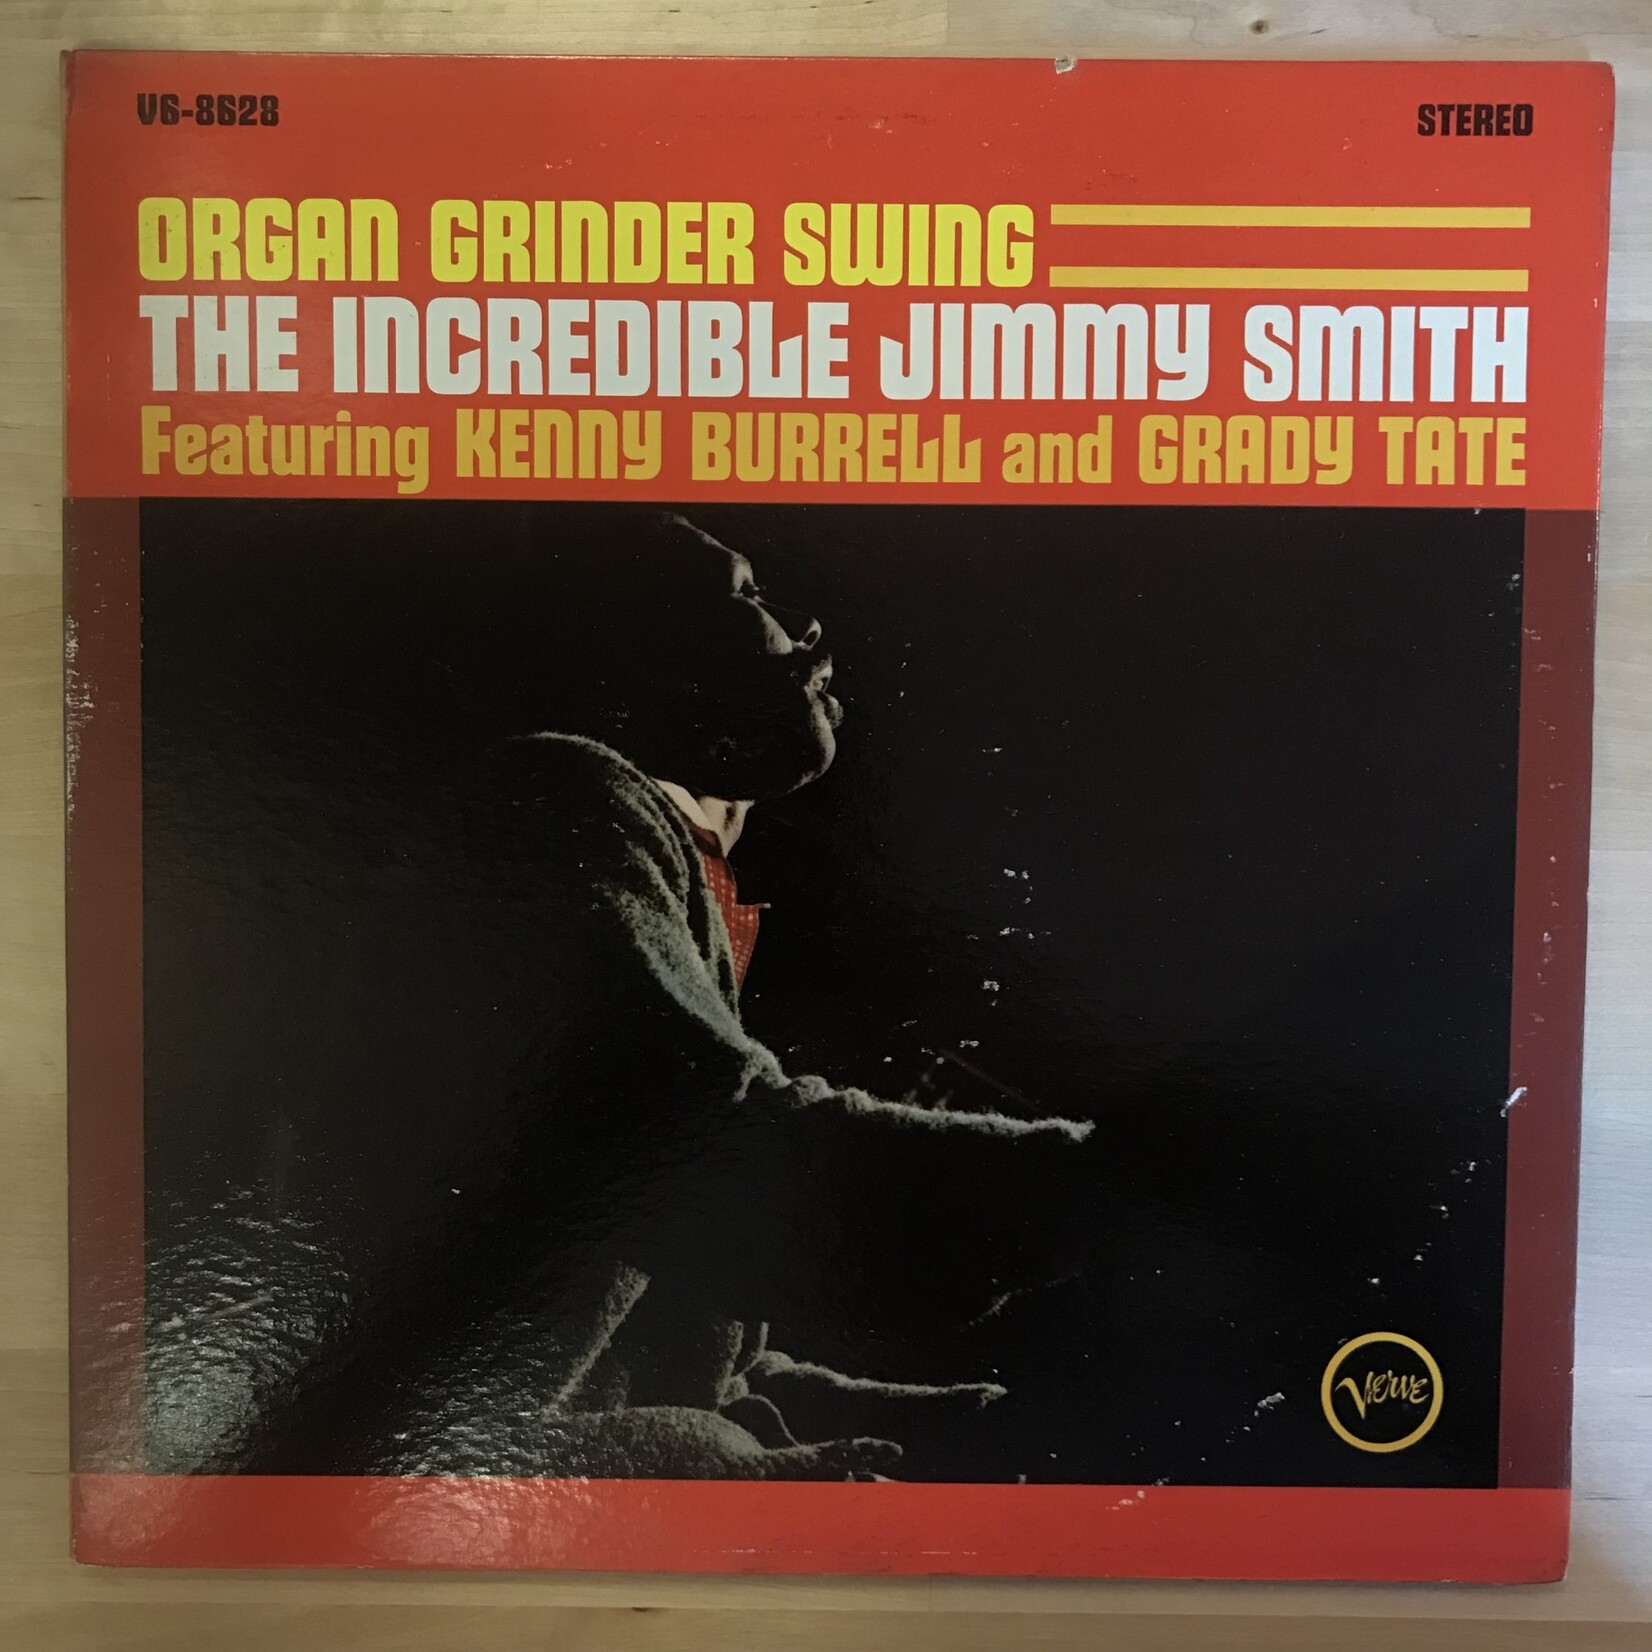 V6-8628
STEREO
ORGAN GRINDER SWING
THE INCREDIBLE JIMMY SMITH
Featuring KENNY BURRELL and GRADY TATE
Verve